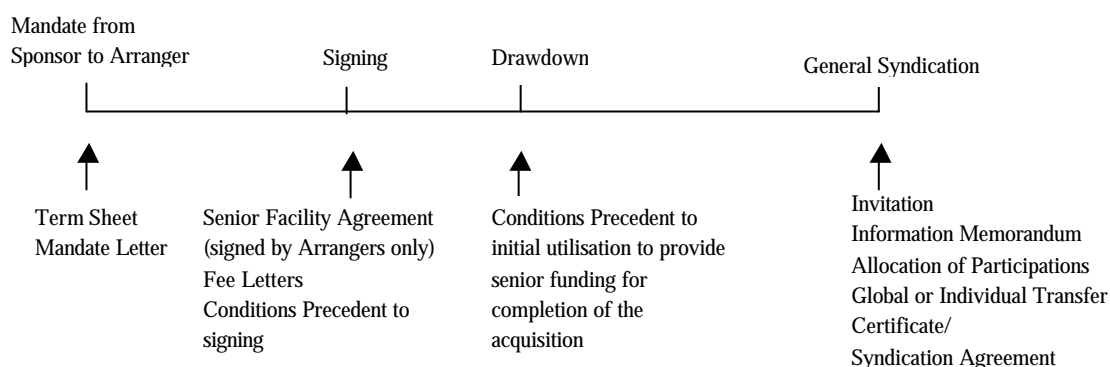 Mandate from
Sponsor to Arranger
Signing
Drawdown
General Syndication
Term Sheet
Mandate Letter
Senior Facility Agreement
(signed by Arrangers only)
Fee Letters
Conditions Precedent to
signing
Conditions Precedent to
initial utilisation to provide
senior funding for
completion of the
acquisition
Invitation
Information Memorandum
Allocation of Participations
Global or Individual Transfer
Certificate/
Syndication Agreement